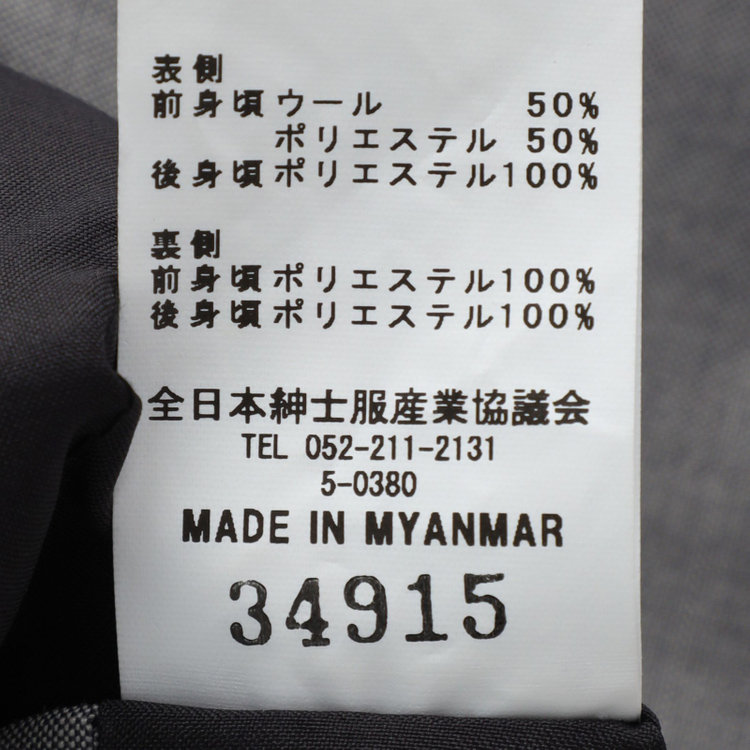 表側
前身頃ウール 50%
ポリエステル 50%
後身頃ポリエステル100%
裏側
前身頃ポリエステル100%
後身頃ポリエステル100%
全日本紳士服産業協議会
TEL 052-211-2131
5-0380
MADE IN MYANMAR
34915